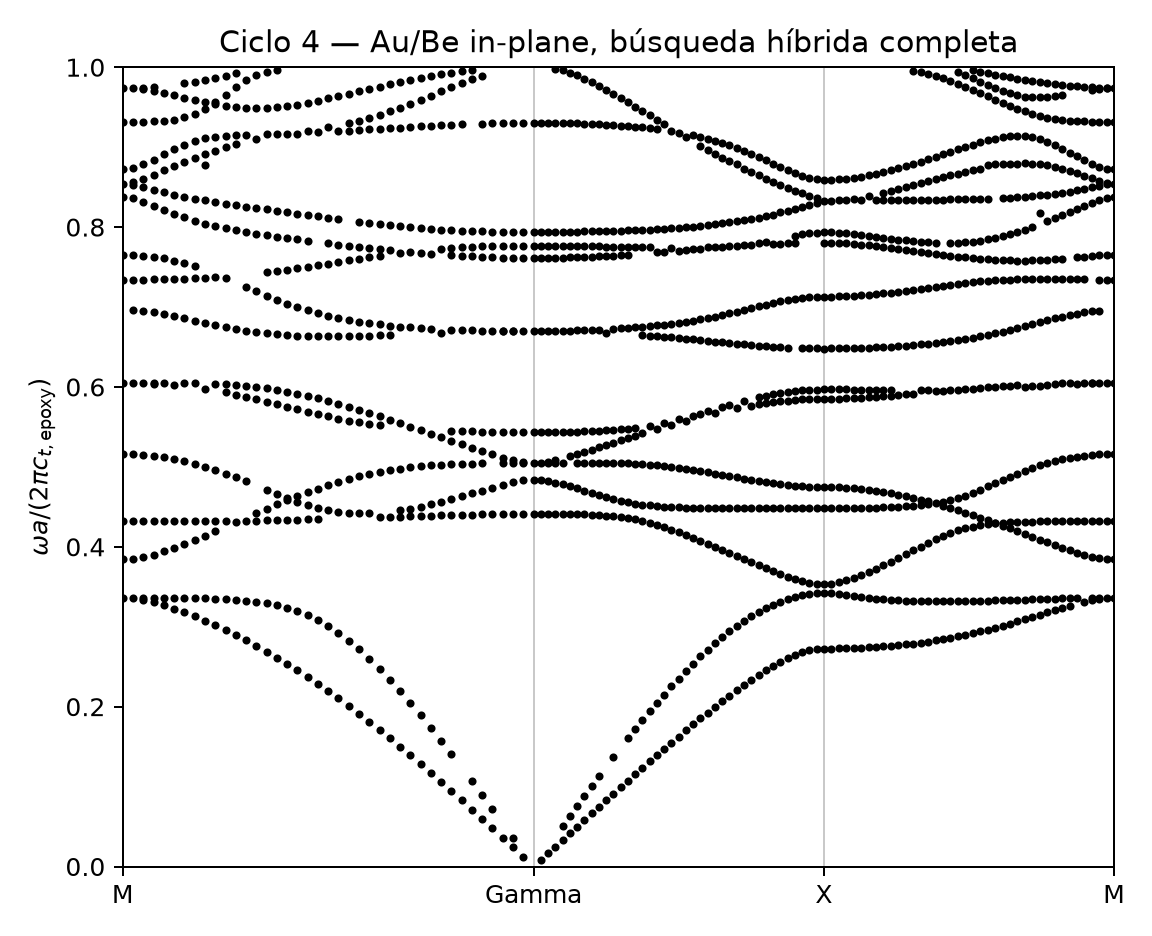 Ciclo 4 — Au/Be in-plane, búsqueda híbrida completa
1.0
0.8
0.6
0.4
0.2
0.0
ωa/(2πc_{t, epoxy})
M Gamma X M